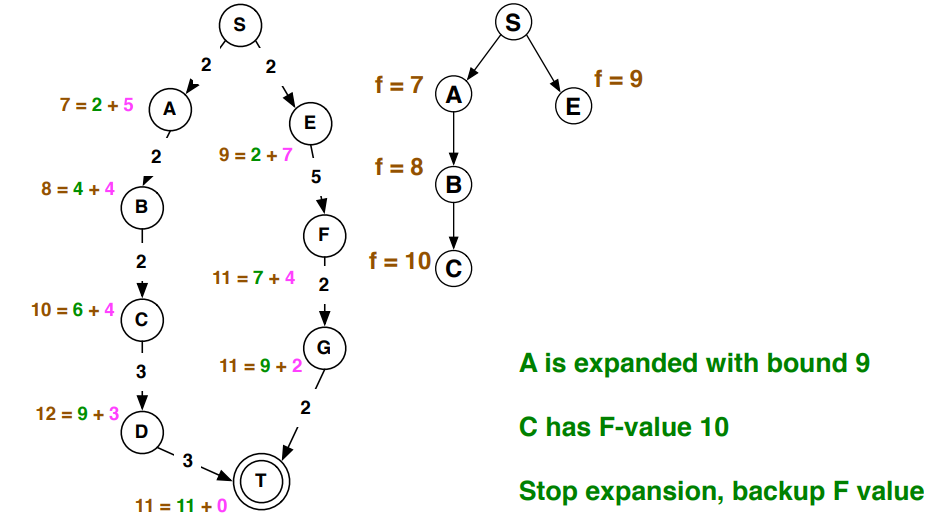 S
2
2
7 = 2 + 5
A
E
9 = 2 + 7
2
5
8 = 4 + 4
B
F
2
11 = 7 + 4
2
10 = 6 + 4
C
G
11 = 9 + 2
3
2
12 = 9 + 3
D
3
T
11 = 11 + 0
S
f = 7
A
f = 9
E
f = 8
B
f = 10
C
A is expanded with bound 9
C has F-value 10
Stop expansion, backup F value